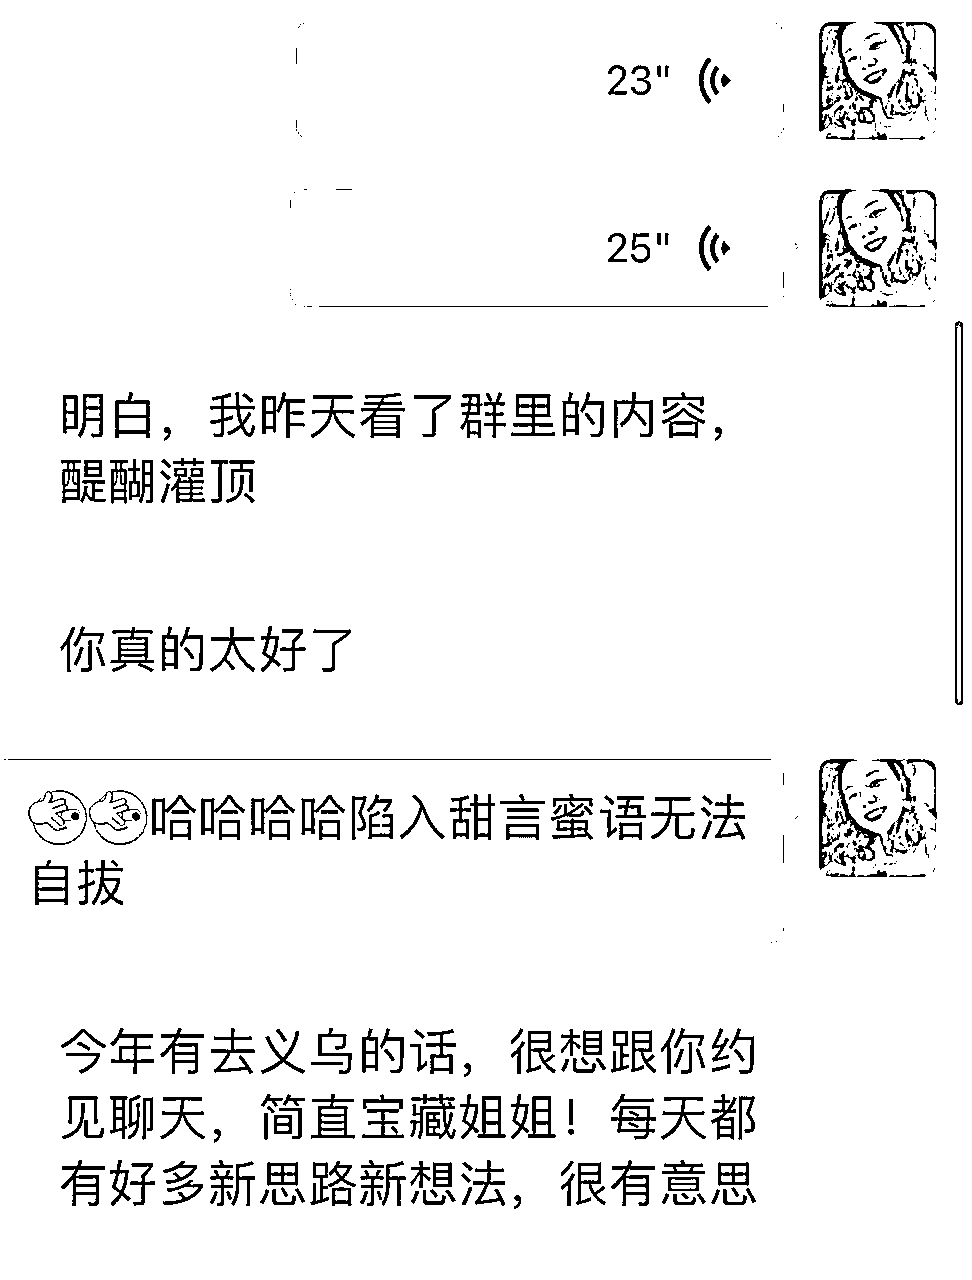 23"
25"
明白，我昨天看了群里的内容，
醍醐灌顶
你真的太好了
哈哈哈哈陷入甜言蜜语无法
自拔
今年有去义乌的话，很想跟你约
见聊天，简直宝藏姐姐！每天都
有好多新思路新想法，很有意思